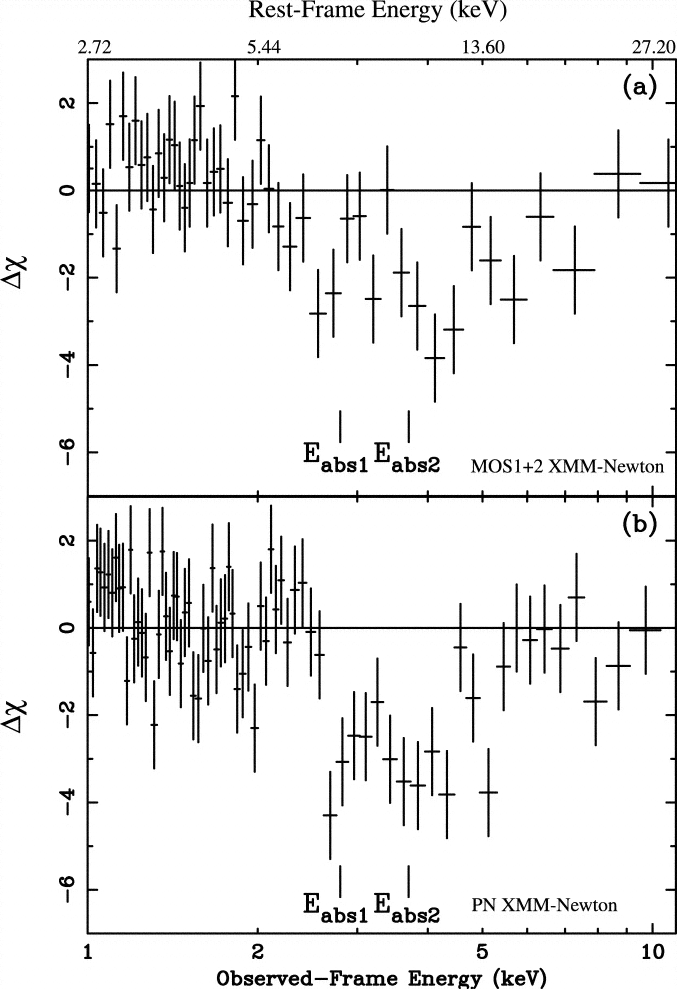 Rest-Frame Energy (keV)
2.72 5.44 13.60 27.20
(a)
2
0
−2
−4
−6
Δχ
Eabs1 Eabs2
MOS1+2 XMM-Newton
(b)
2
0
−2
−4
−6
Δχ
Eabs1 Eabs2
PN XMM-Newton
1 2 5 10
Observed−Frame Energy (keV)